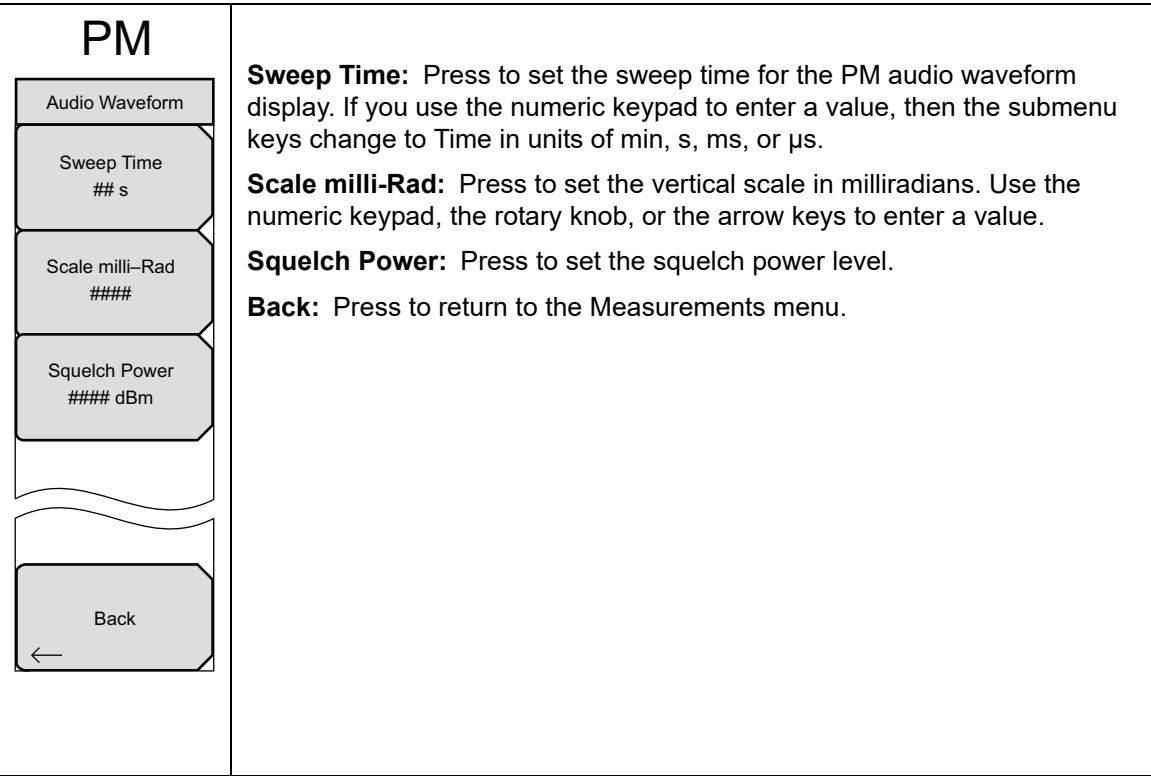 PM
Audio Waveform
Sweep Time
## s
Scale milli–Rad
####
Squelch Power
#### dBm
Back
Sweep Time: Press to set the sweep time for the PM audio waveform
display. If you use the numeric keypad to enter a value, then the submenu
keys change to Time in units of min, s, ms, or µs.
Scale milli-Rad: Press to set the vertical scale in milliradians. Use the
numeric keypad, the rotary knob, or the arrow keys to enter a value.
Squelch Power: Press to set the squelch power level.
Back: Press to return to the Measurements menu.